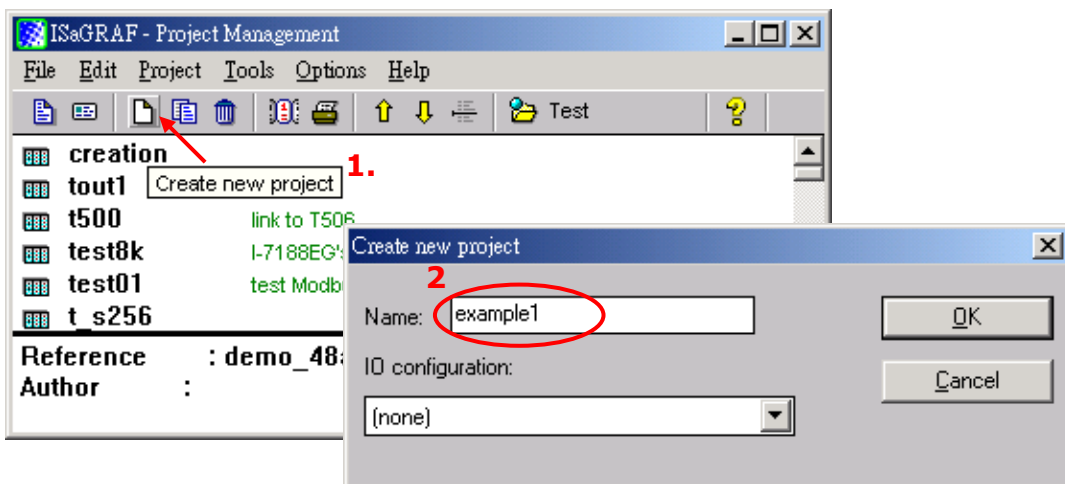 ISaGRAF - Project Management
File Edit Project Tools Options Help
Test
creation
1.
tout1
Create new project
t500 link to T506
test8k I-7188EG's
Create new project
test01 test Modbu
2
t_s256
Name: example1
OK
Reference : demo_48a
IO configuration:
Author :
Cancel
(none)